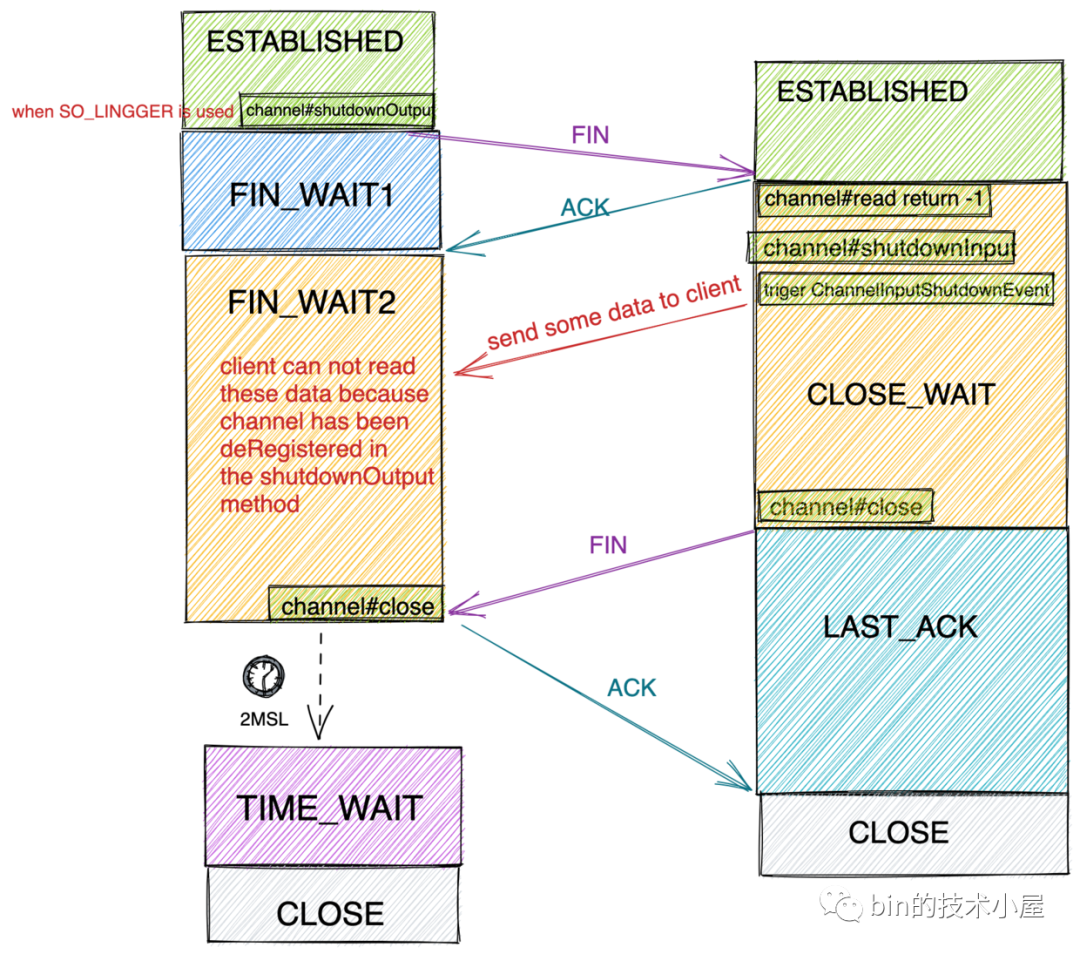 ESTABLISHED
when SO_LINGGER is used
channel#shutdownOutput
FIN_WAIT1
FIN_WAIT2
client can not read
these data because
channel has been
deRegistered in
the shutdownOutput
method
channel#close
2MSL
TIME_WAIT
CLOSE
FIN
ACK
send some data to client
FIN
ACK
ESTABLISHED
channel#read return -1
channel#shutdownInput
triger ChannelInputShutdownEvent
CLOSE_WAIT
channel#close
LAST_ACK
CLOSE
bin的技术小屋